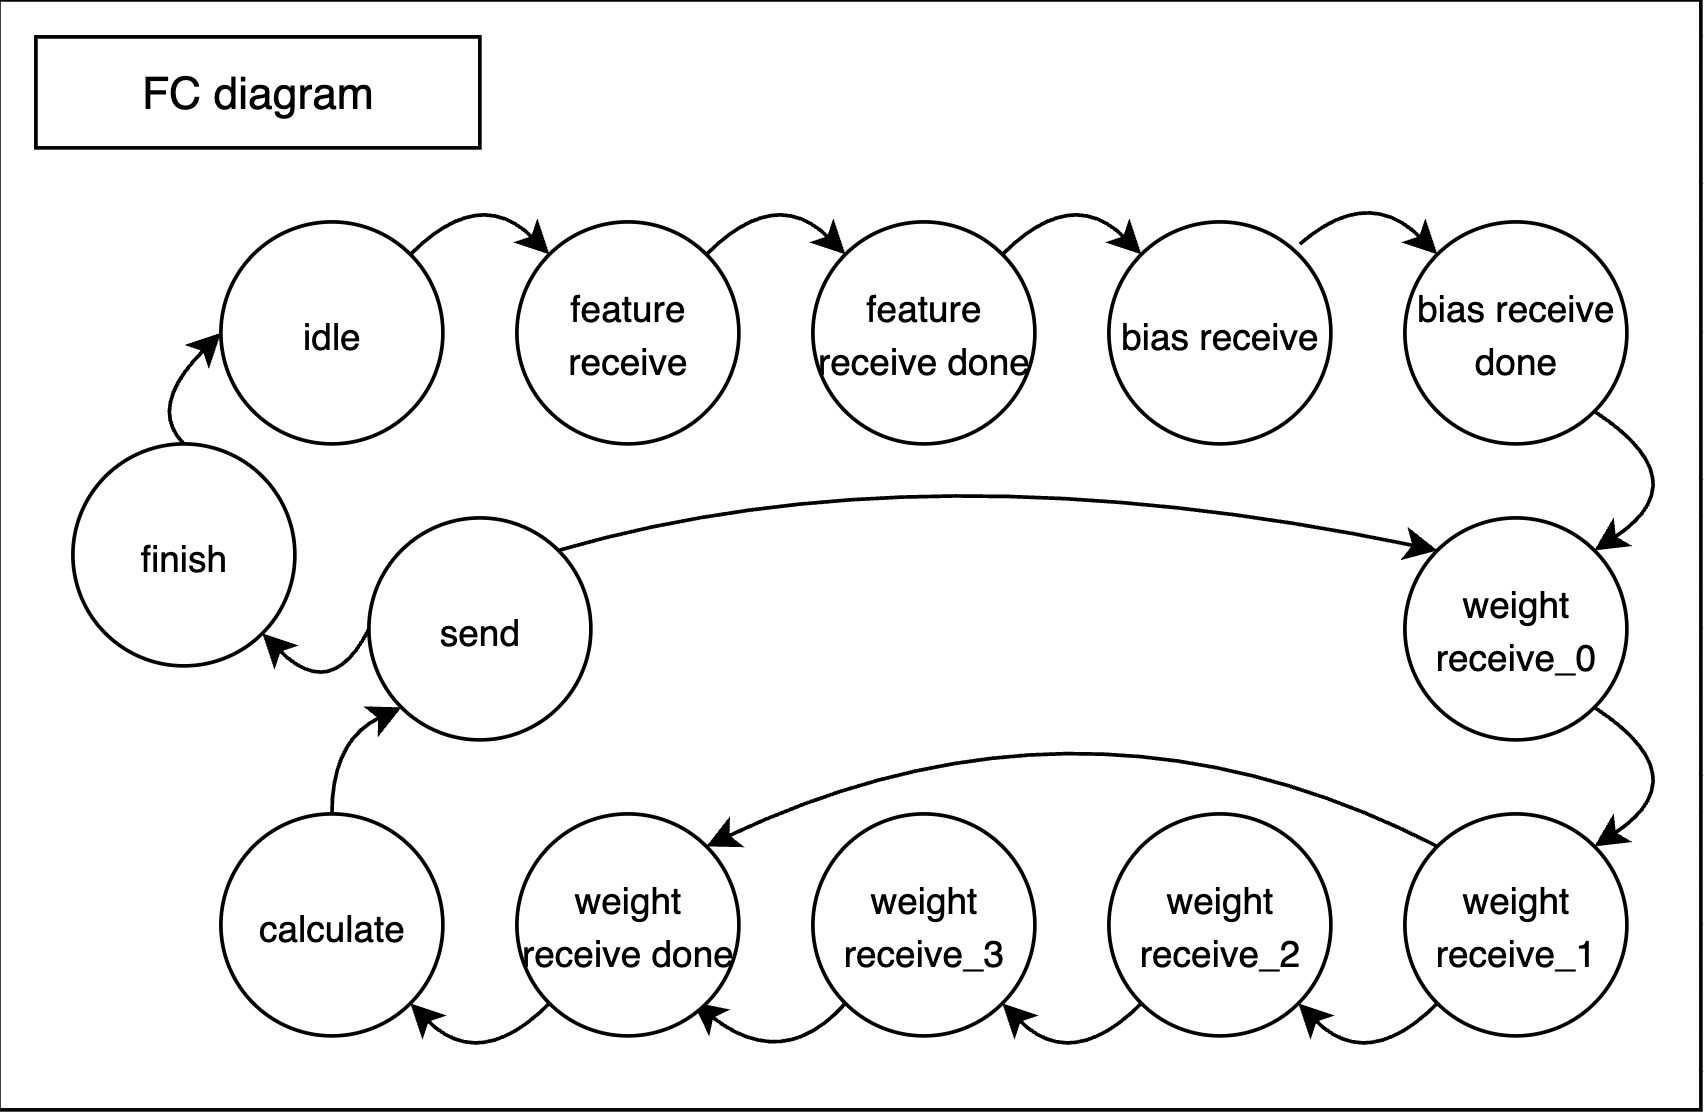 FC diagram
idle
feature
receive
feature
receive done
bias receive
bias receive
done
finish
send
weight
receive_0
calculate
weight
receive done
weight
receive_3
weight
receive_2
weight
receive_1